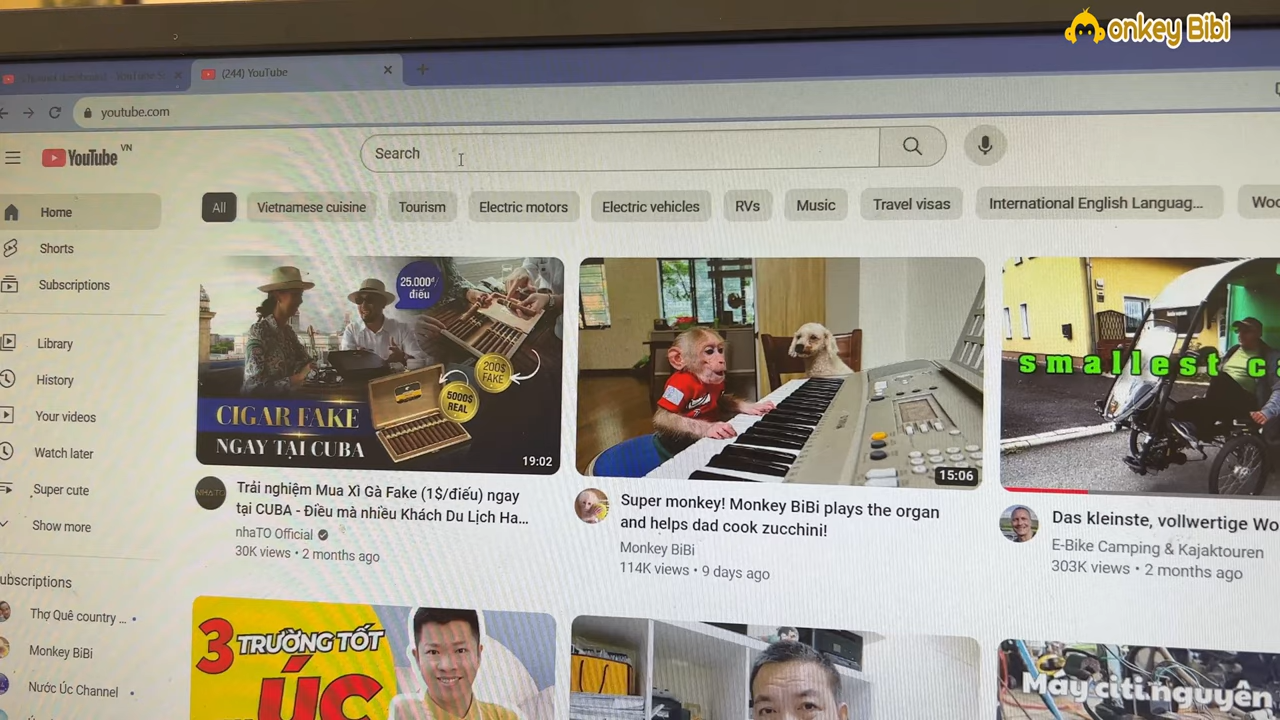 onkey Bibi
(244) YouTube
youtube.com
YouTube VN
Search
All
Vietnamese cuisine
Tourism
Electric motors
Electric vehicles
RVs
Music
Travel visas
International English Languag...
Home
Shorts
Subscriptions
Library
History
Your videos
Watch later
Super cute
Show more
ubscriptions
Thợ Quê country ...
Monkey BiBi
Nước Úc Channel
25.000đ
điếu
200$
FAKE
5000$
REAL
CIGAR FAKE
NGAY TẠI CUBA
19:02
Trải nghiệm Mua Xì Gà Fake (1$/điếu) ngay
tại CUBA - Điều mà nhiều Khách Du Lịch Ha...
nhaTO Official
30K views • 2 months ago
15:06
Super monkey! Monkey BiBi plays the organ
and helps dad cook zucchini!
Monkey BiBi
114K views • 9 days ago
smallest c
Das kleinste, vollwertige Wo
E-Bike Camping & Kajaktouren
303K views • 2 months ago
3 TRƯỜNG TỐT
ÚC
Máy citi.nguyên